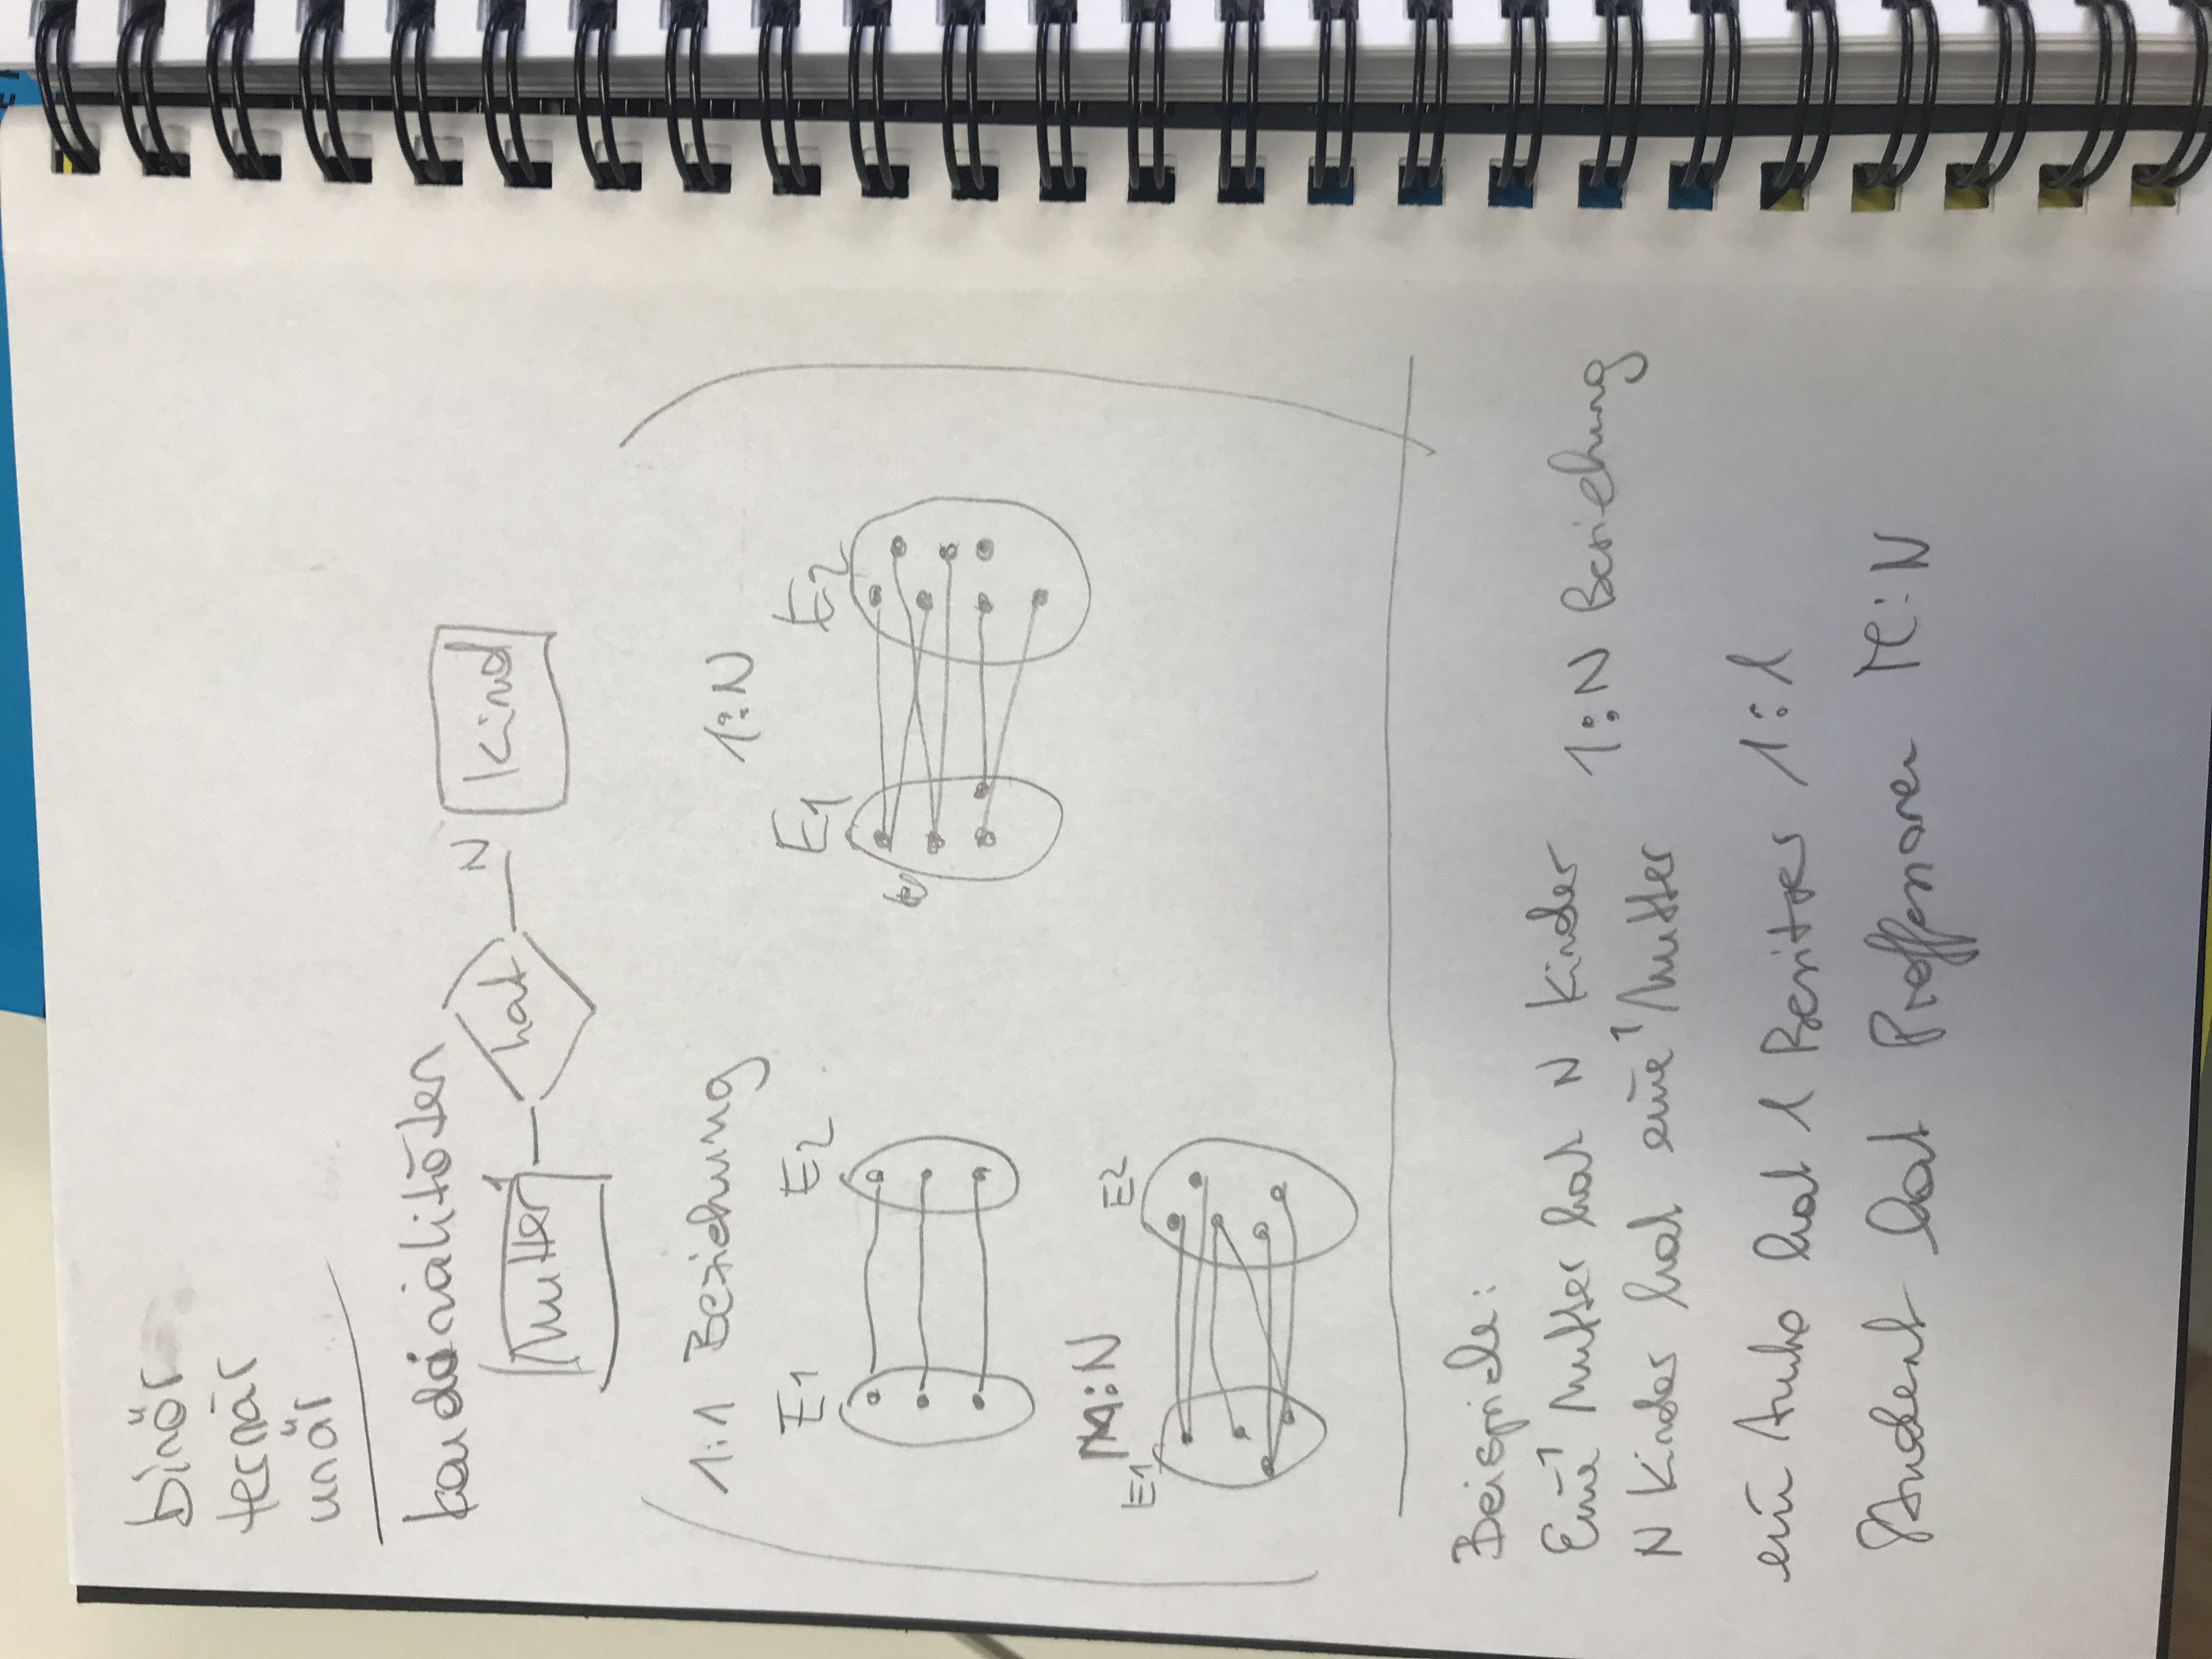 binär
ternär
unär
Kardinalitäten
Mutter 1 hat N Kind
1:1 Beziehung
1:N
E1 E2
E1 E2
M:N
E1 E2
Beispiele:
Eine 1 Mutter hat N Kinder
1:N Beziehung
N Kinder hat eine 1 Mutter
ein Auto hat 1 Besitzer 1:1
Student hat Proffessoren M:N